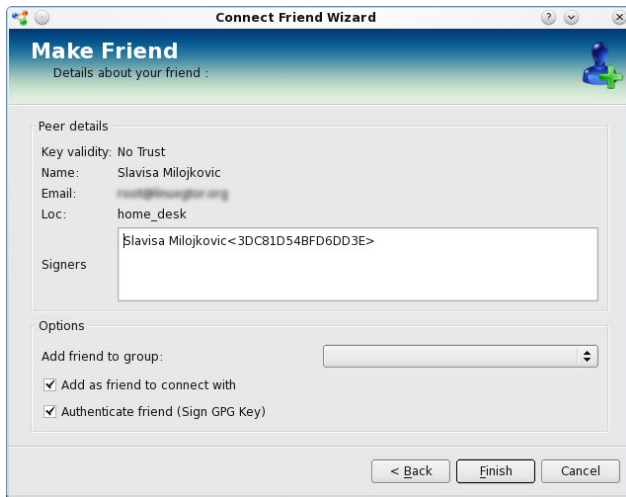 Connect Friend Wizard
Make Friend
Details about your friend :
Peer details
Key validity: No Trust
Name: Slavisa Milojkovic
Email:
Loc: home_desk
Signers
Slavisa Milojkovic<3DC81D54BFD6DD3E>
Options
Add friend to group:
Add as friend to connect with
Authenticate friend (Sign GPG Key)
< Back Finish Cancel